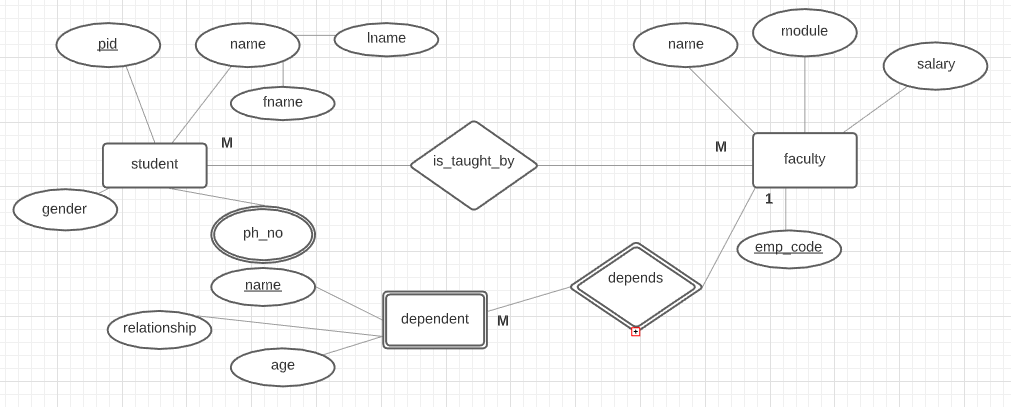 pid
name
lname
fname
name
module
salary
student
M
is_taught_by
M
faculty
1
gender
ph_no
emp_code
name
depends
dependent
M
relationship
age